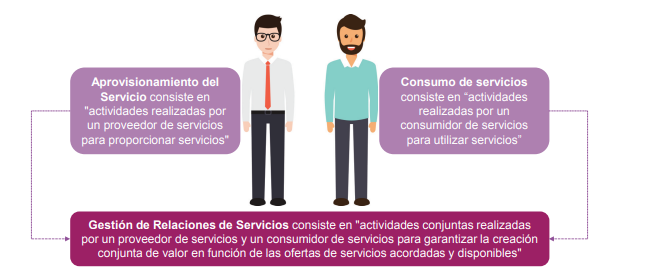 Aprovisionamiento del
Servicio consiste en
"actividades realizadas por
un proveedor de servicios
para proporcionar servicios"
Consumo de servicios
consiste en “actividades
realizadas por un
consumidor de servicios
para utilizar servicios”
Gestión de Relaciones de Servicios consiste en "actividades conjuntas realizadas
por un proveedor de servicios y un consumidor de servicios para garantizar la creación
conjunta de valor en función de las ofertas de servicios acordadas y disponibles"